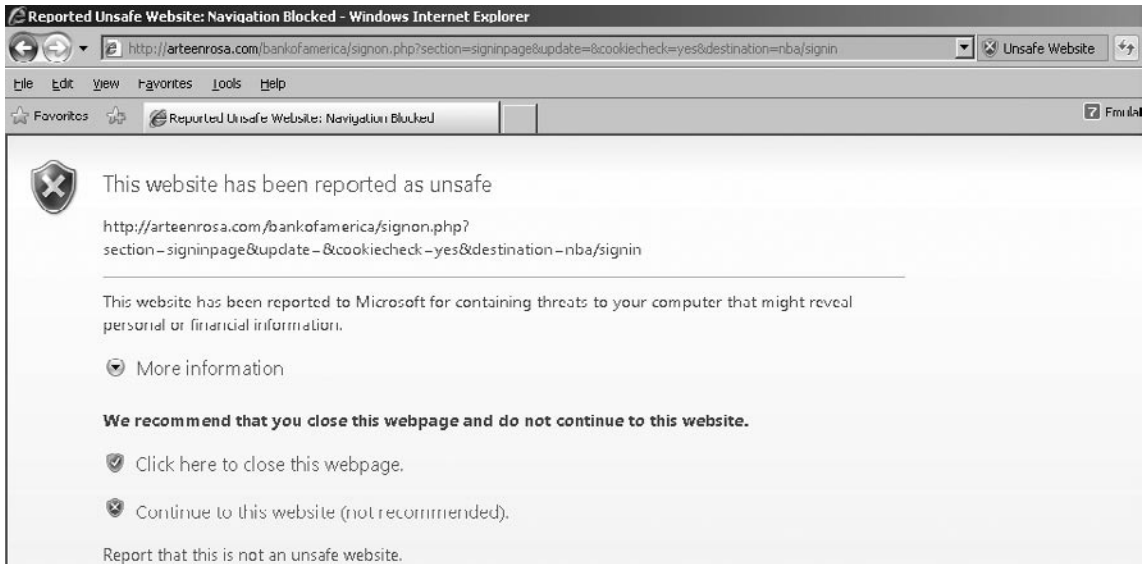 Reported Unsafe Website: Navigation Blocked - Windows Internet Explorer
http://arteenrosa.com/bankofamerica/signon.php?section=signinpage&update=&cookiecheck=yes&destination=nba/signin
Unsafe Website
File Edit View Favorites Tools Help
Favorites
Reported Unsafe Website: Navigation Blocked
This website has been reported as unsafe
http://arteenrosa.com/bankofamerica/signon.php?
section=signinpage&update=&cookiecheck=yes&destination=nba/signin
This website has been reported to Microsoft for containing threats to your computer that might reveal
personal or financial information.
More information
We recommend that you close this webpage and do not continue to this website.
Click here to close this webpage.
Continue to this website (not recommended).
Report that this is not an unsafe website.